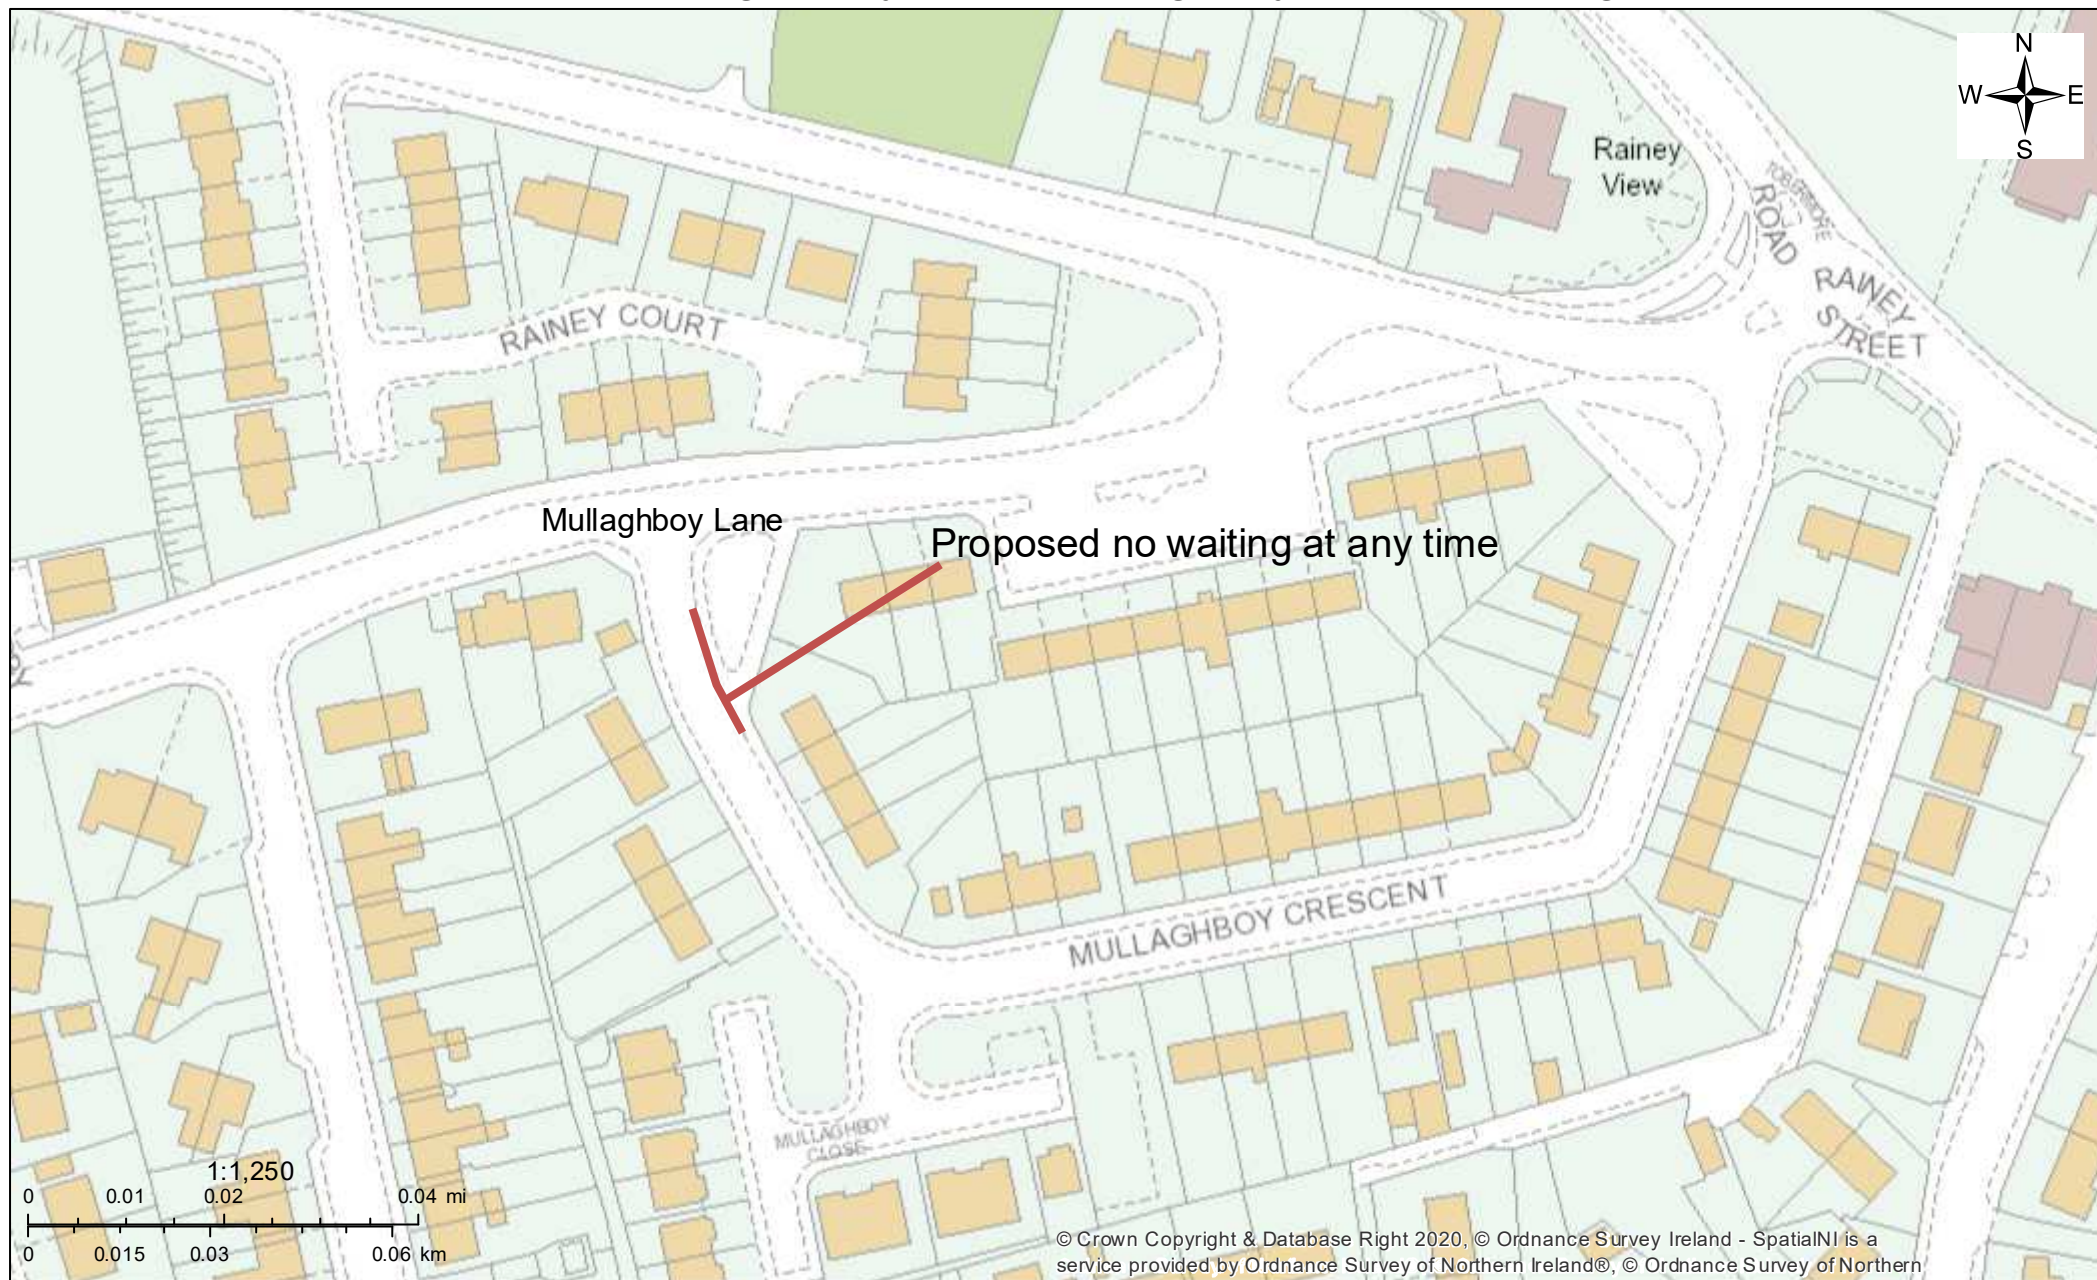 N
W E
S
Rainey
View
TOBERMORE
ROAD
RAINEY
STREET
RAINEY COURT
Mullaghboy Lane
Proposed no waiting at any time
MULLAGHBOY CRESCENT
MULLAGHBOY
CLOSE
1:1,250
0 0.01 0.02 0.04 mi
0 0.015 0.03 0.06 km
© Crown Copyright & Database Right 2020, © Ordnance Survey Ireland - SpatialNI is a
service provided by Ordnance Survey of Northern Ireland®, © Ordnance Survey of Northern